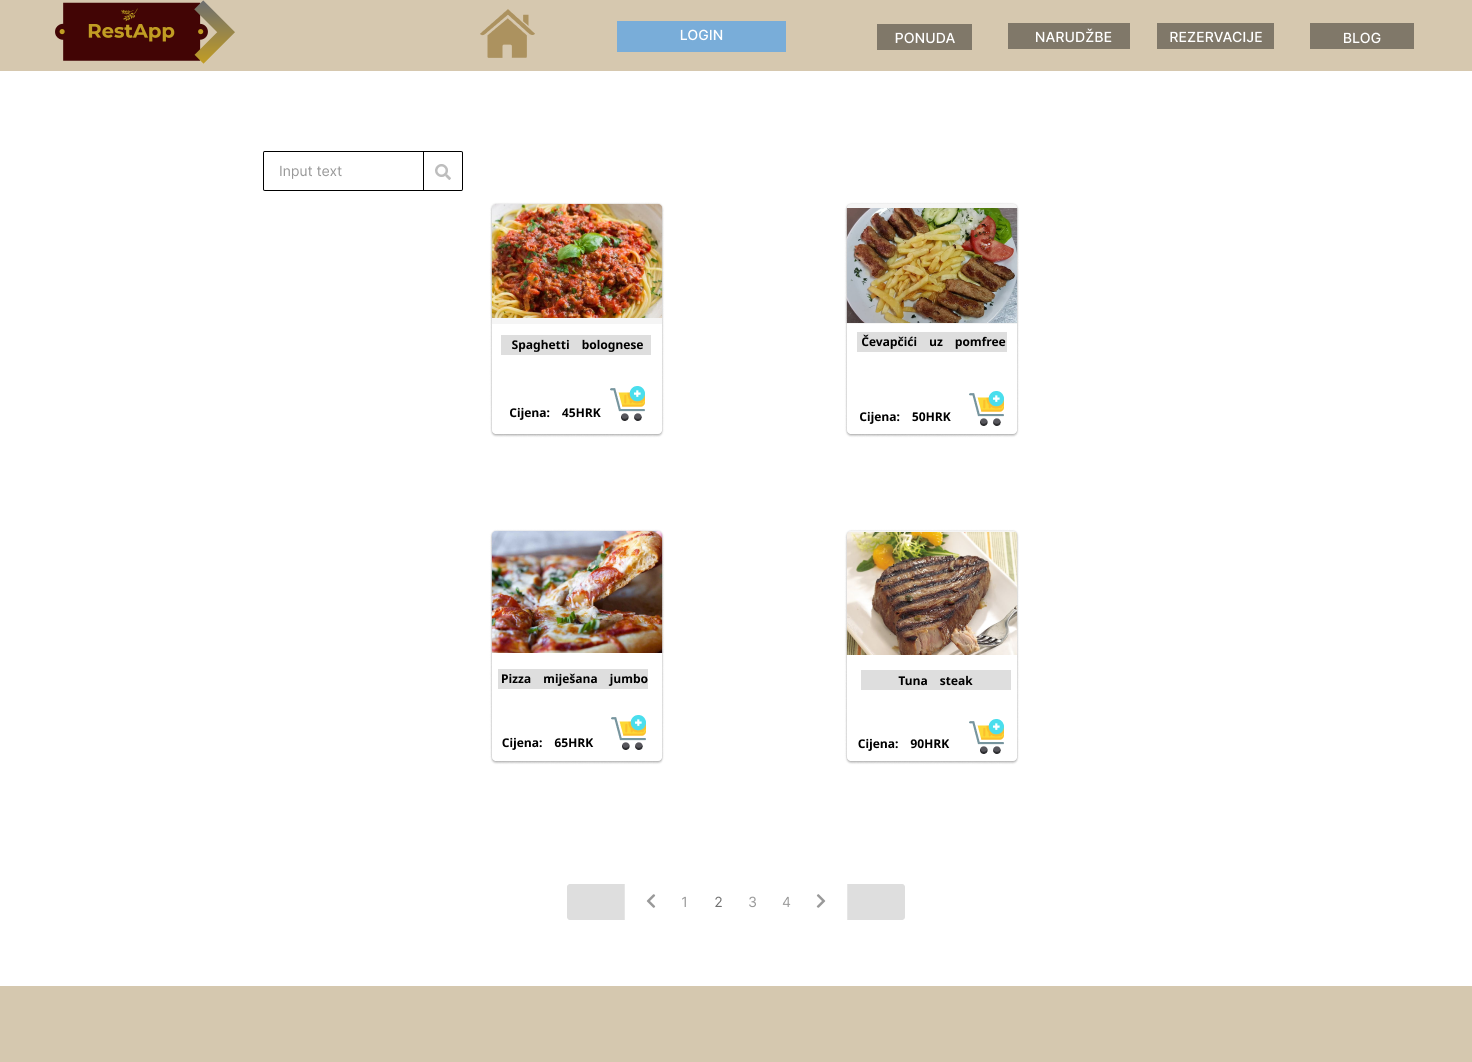 RestApp
LOGIN
PONUDA
NARUDŽBE
REZERVACIJE
BLOG
Input text
Spaghetti bolognese
Cijena: 45HRK
Čevapčići uz pomfree
Cijena: 50HRK
Pizza miješana jumbo
Cijena: 65HRK
Tuna steak
Cijena: 90HRK
1 2 3 4